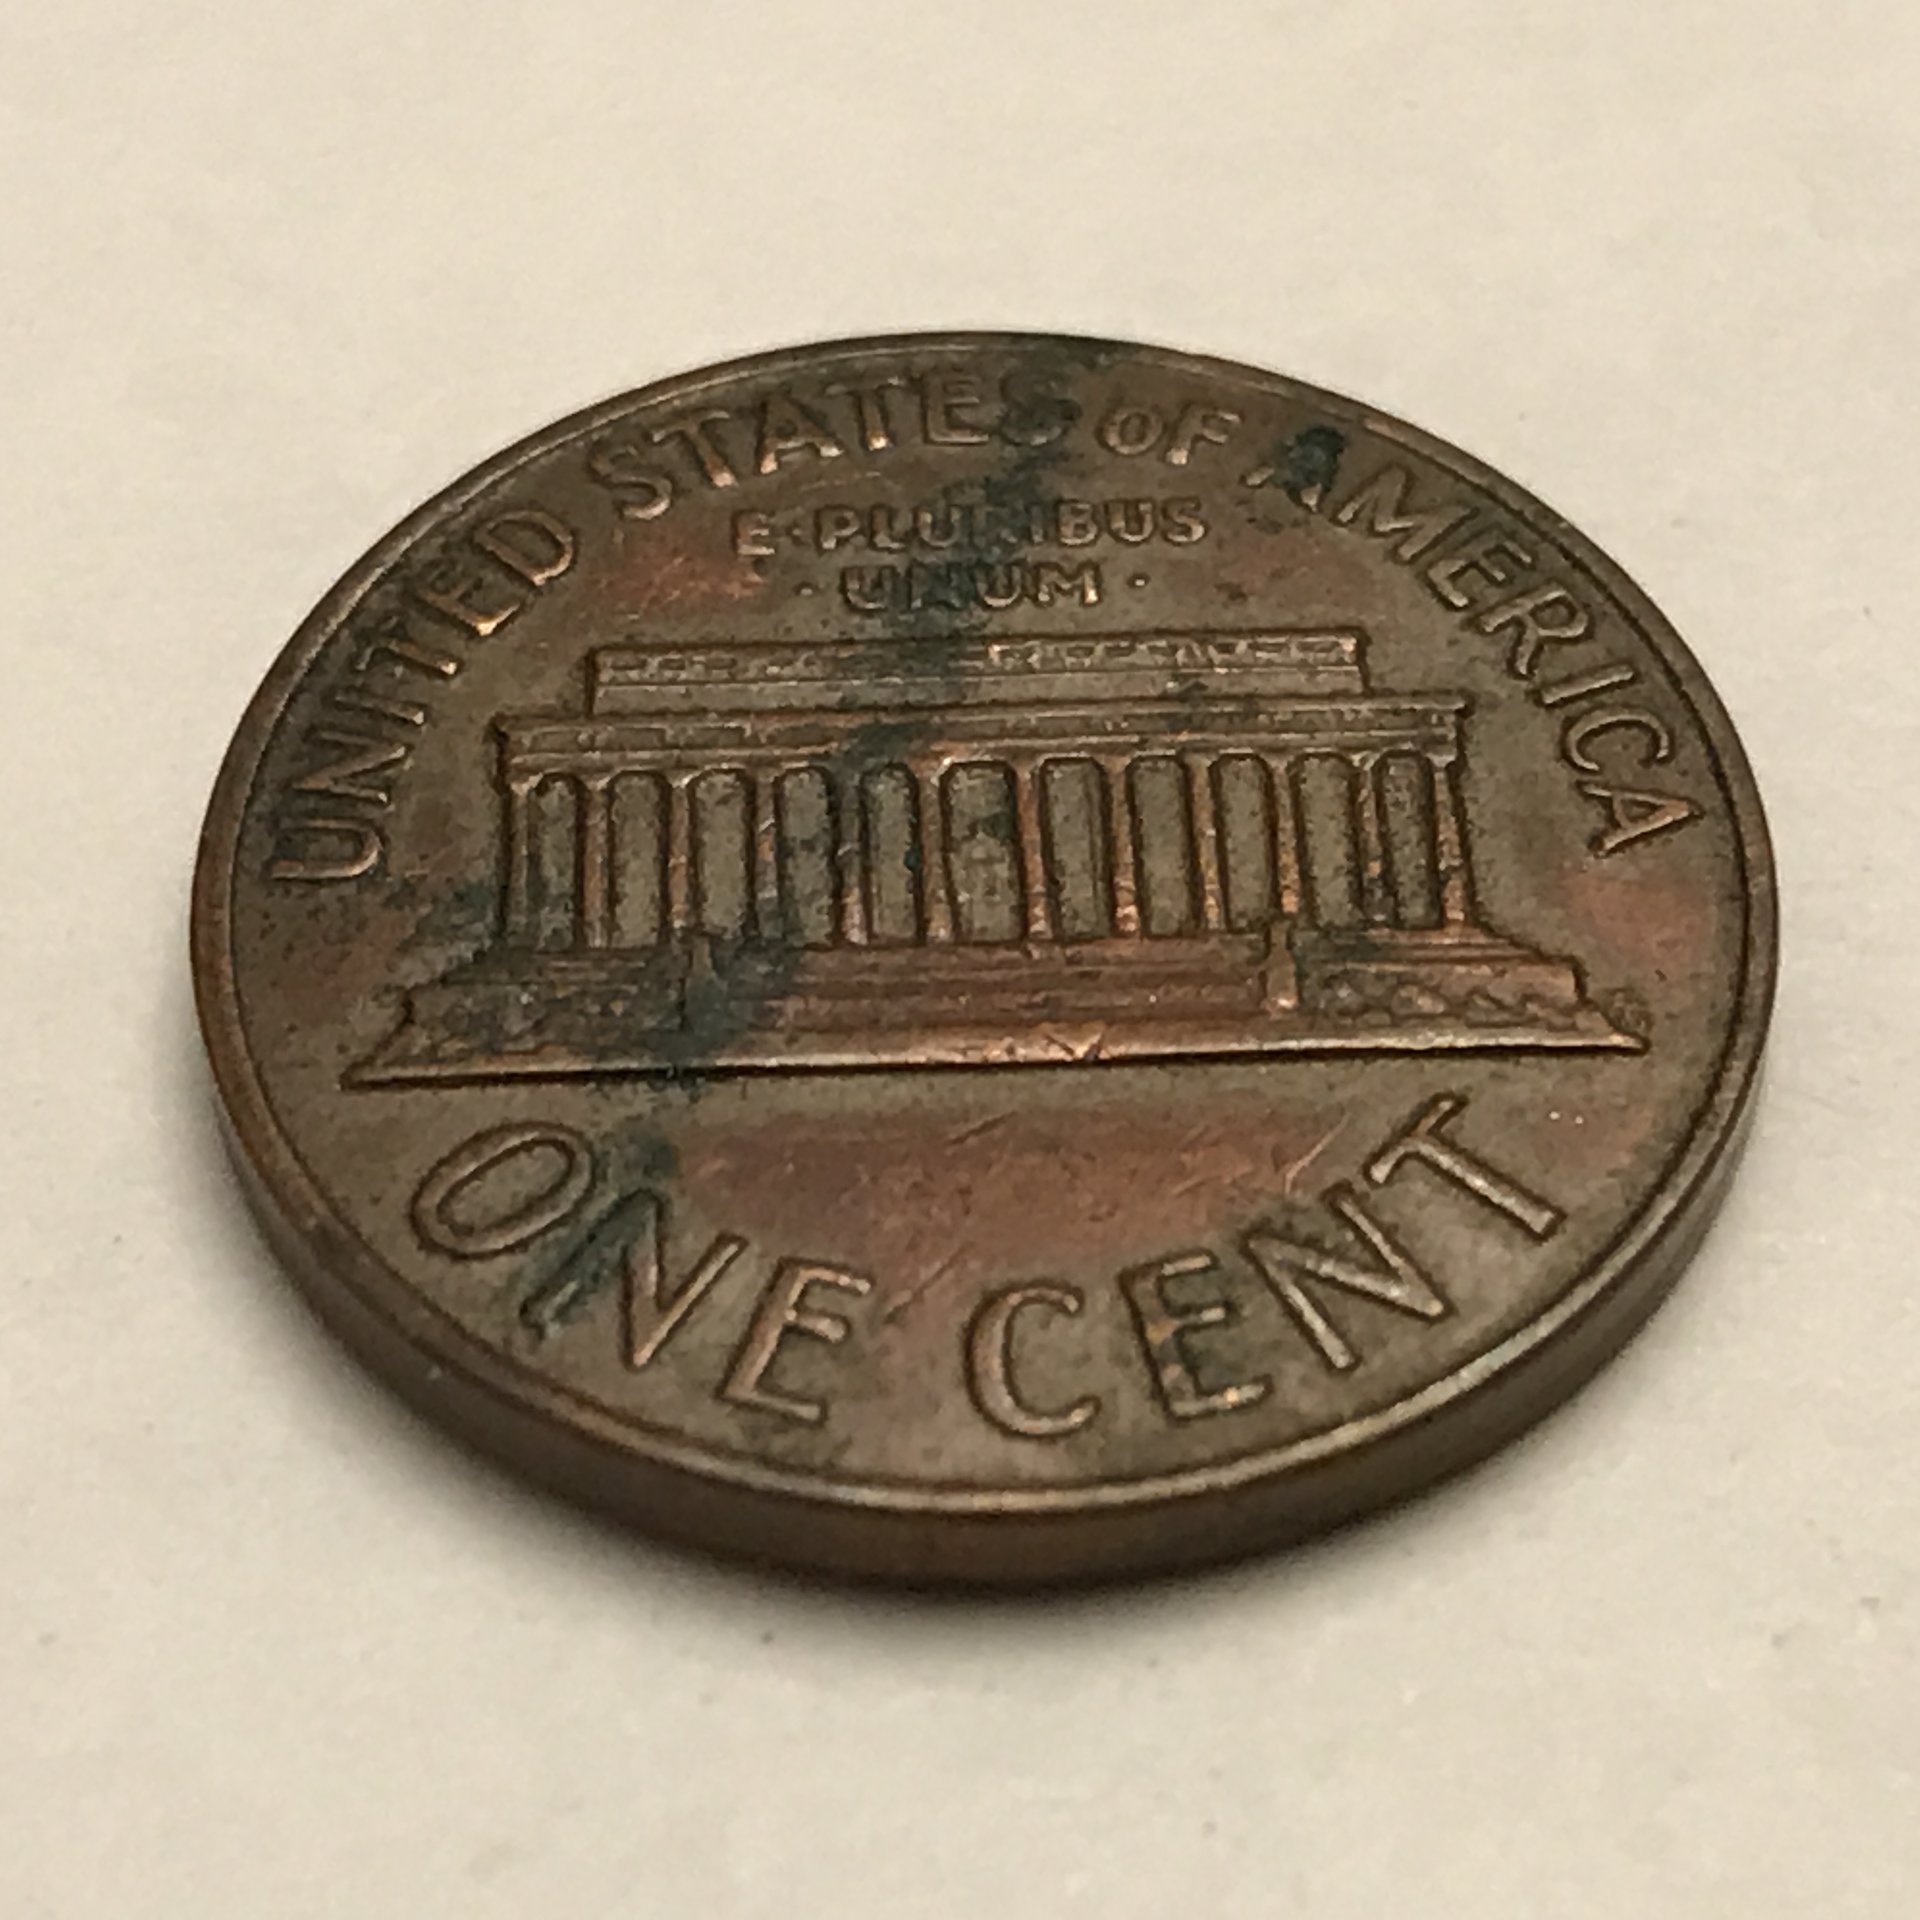 UNITED STATES OF AMERICA
E·PLURIBUS
· UNUM ·
ONE CENT